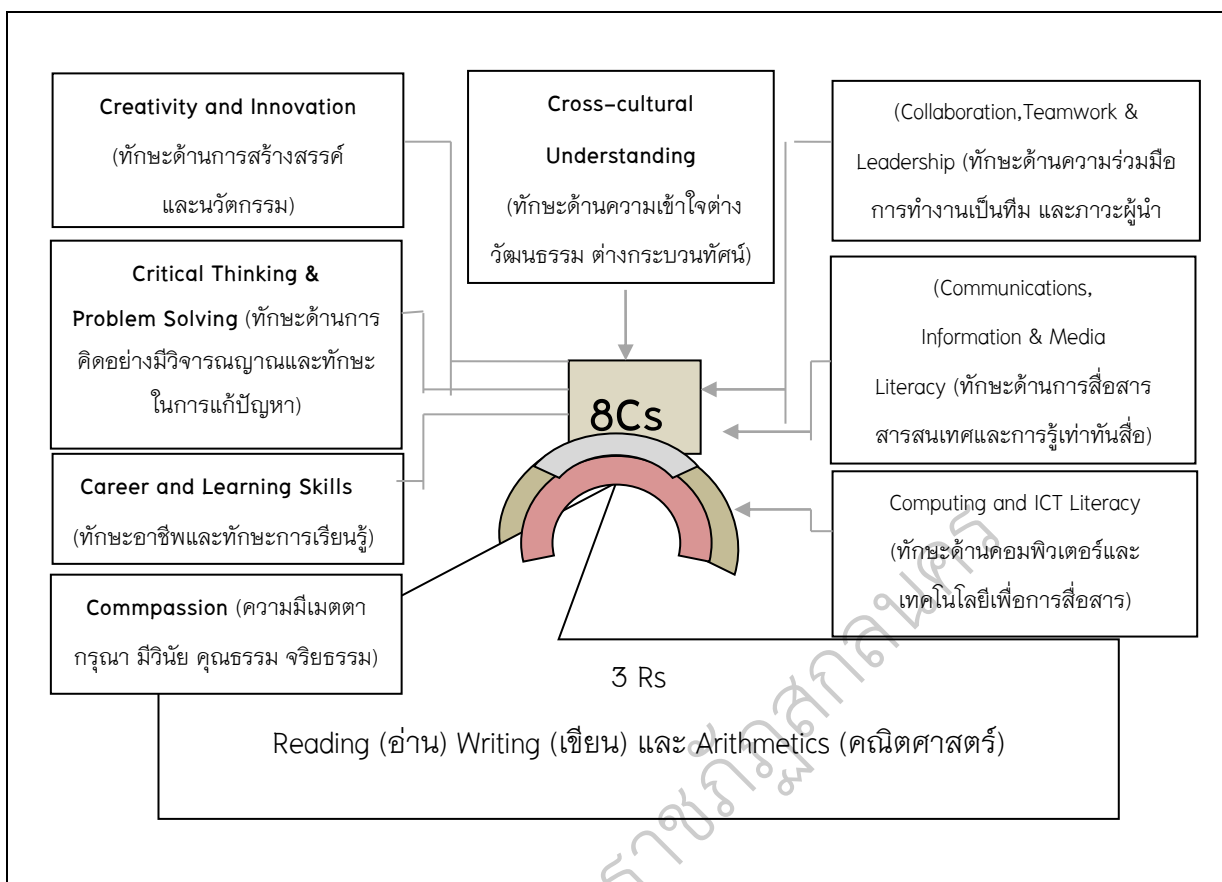 Creativity and Innovation
(ทักษะด้านการสร้างสรรค์
และนวัตกรรม)
Critical Thinking &
Problem Solving (ทักษะด้านการ
คิดอย่างมีวิจารณญาณและทักษะ
ในการแก้ปัญหา)
Career and Learning Skills
(ทักษะอาชีพและทักษะการเรียนรู้)
Commpassion (ความมีเมตตา
กรุณา มีวินัย คุณธรรม จริยธรรม)
Cross-cultural
Understanding
(ทักษะด้านความเข้าใจต่าง
วัฒนธรรม ต่างกระบวนทัศน์)
8Cs
(Collaboration,Teamwork &
Leadership (ทักษะด้านความร่วมมือ
การทำงานเป็นทีม และภาวะผู้นำ
(Communications,
Information & Media
Literacy (ทักษะด้านการสื่อสาร
สารสนเทศและการรู้เท่าทันสื่อ)
Computing and ICT Literacy
(ทักษะด้านคอมพิวเตอร์และ
เทคโนโลยีเพื่อการสื่อสาร)
3 Rs
Reading (อ่าน) Writing (เขียน) และ Arithmetics (คณิตศาสตร์)
ราชภัฏสกลนคร